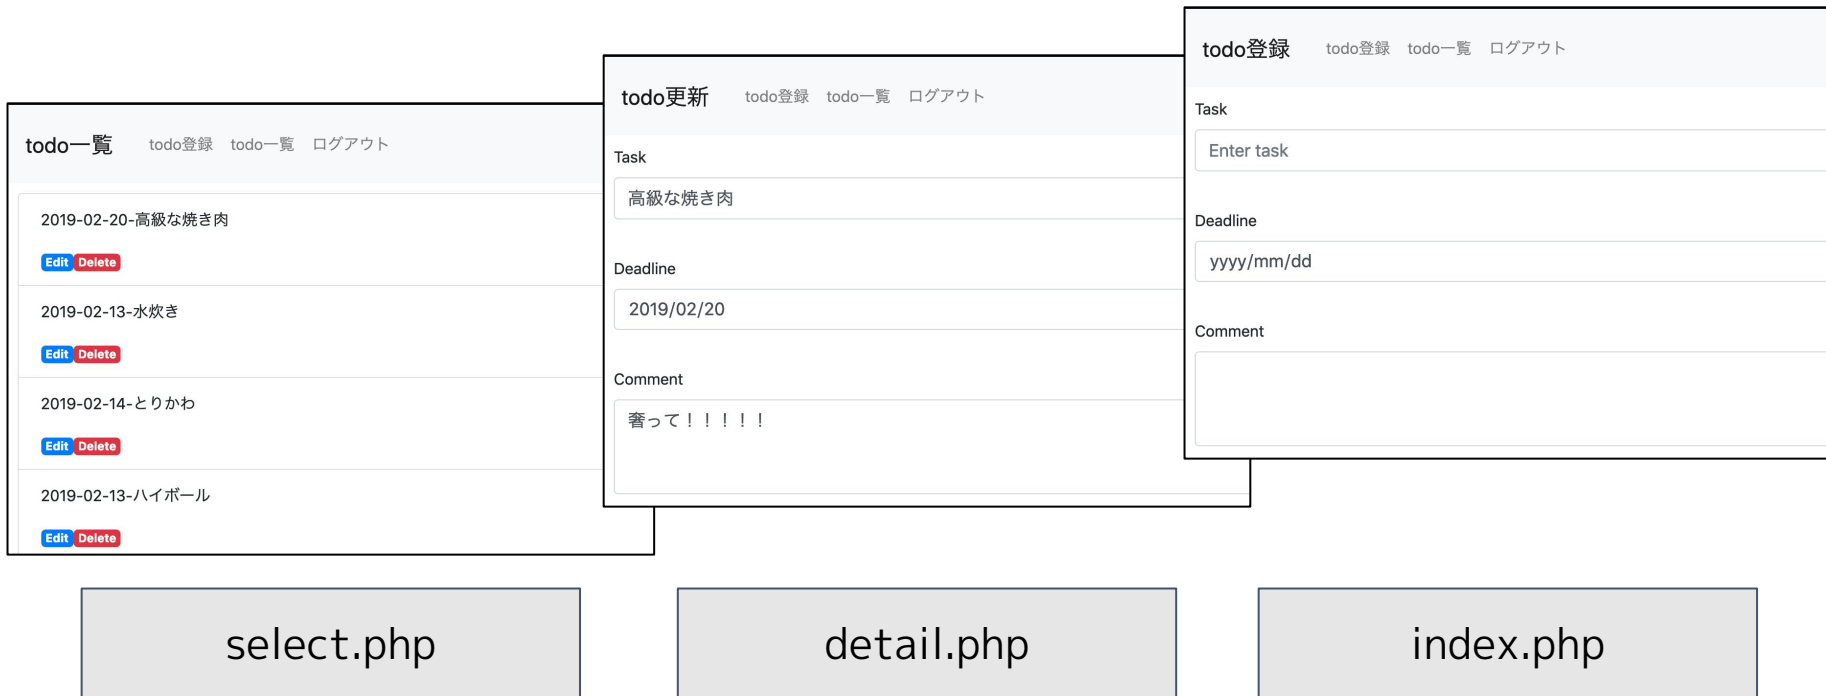 todo一覧 todo登録 todo一覧 ログアウト
2019-02-20-高級な焼き肉
Edit Delete
2019-02-13-水炊き
Edit Delete
2019-02-14-とりかわ
Edit Delete
2019-02-13-ハイボール
Edit Delete
select.php
todo更新 todo登録 todo一覧 ログアウト
Task
高級な焼き肉
Deadline
2019/02/20
Comment
奢って！！！！！
detail.php
todo登録 todo登録 todo一覧 ログアウト
Task
Enter task
Deadline
yyyy/mm/dd
Comment
index.php